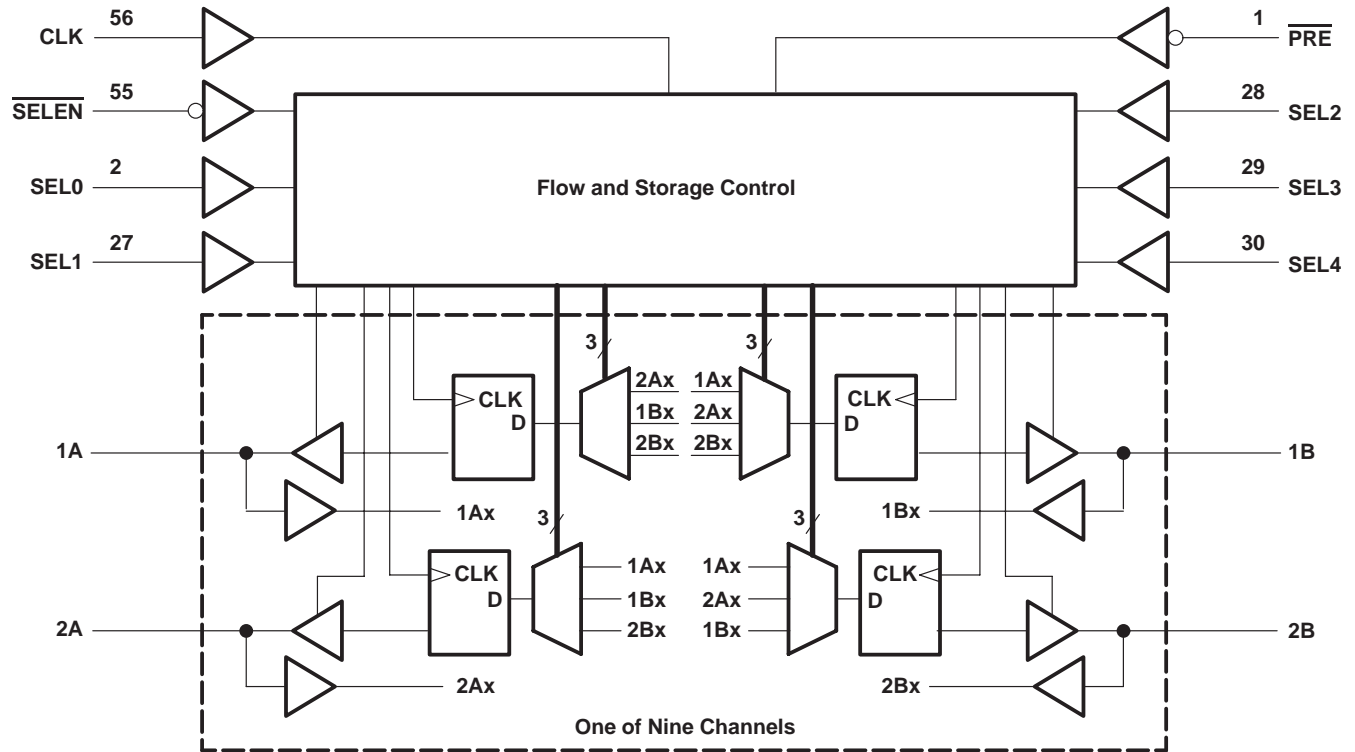 56
CLK
1
PRE
55
SELEN
28
SEL2
2
SEL0
Flow and Storage Control
29
SEL3
27
SEL1
30
SEL4
3
3
CLK
D
2Ax
1Bx
2Bx
1Ax
2Ax
2Bx
CLK
D
1A
1B
1Ax
1Bx
3
3
CLK
D
1Ax
1Bx
2Bx
1Ax
2Ax
1Bx
CLK
D
2A
2B
2Ax
2Bx
One of Nine Channels